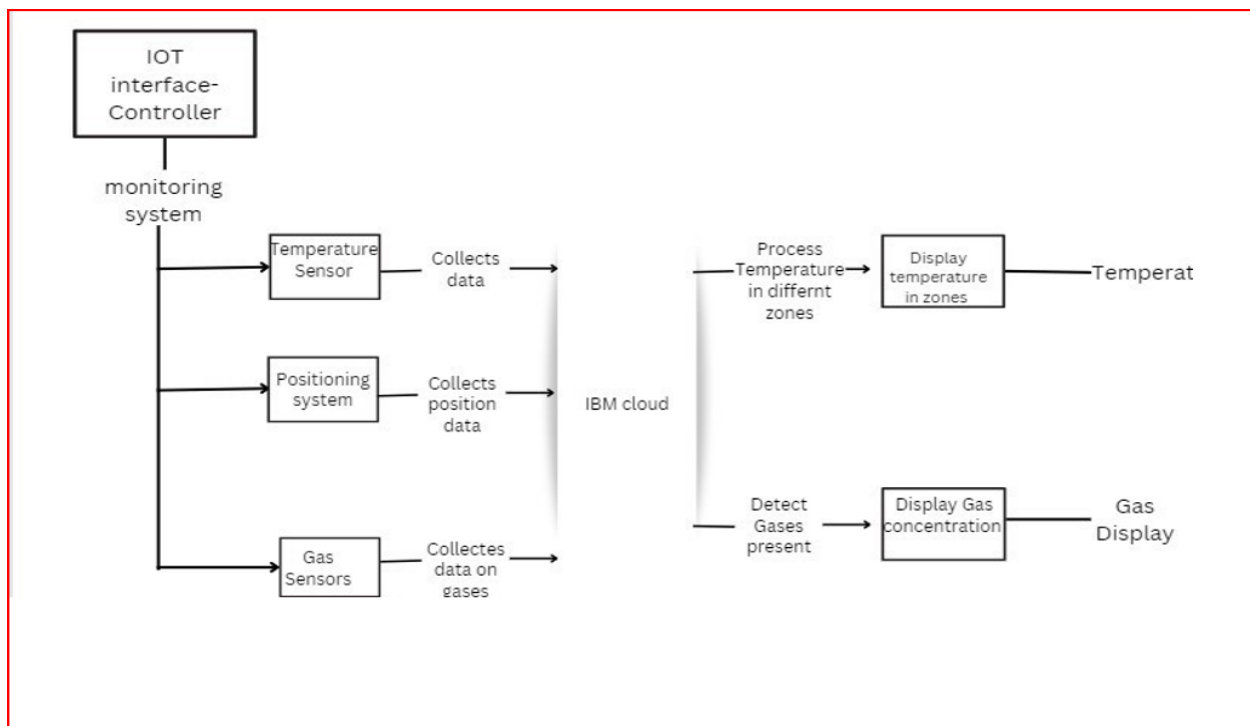 IOT
interface-
Controller
monitoring
system
Temperature
Sensor
Collects
data
Positioning
system
Collects
position
data
Gas
Sensors
Collectes
data on
gases
IBM cloud
Process
Temperature
in differnt
zones
Display
temperature
in zones
Temperat
Detect
Gases
present
Display Gas
concentration
Gas
Display